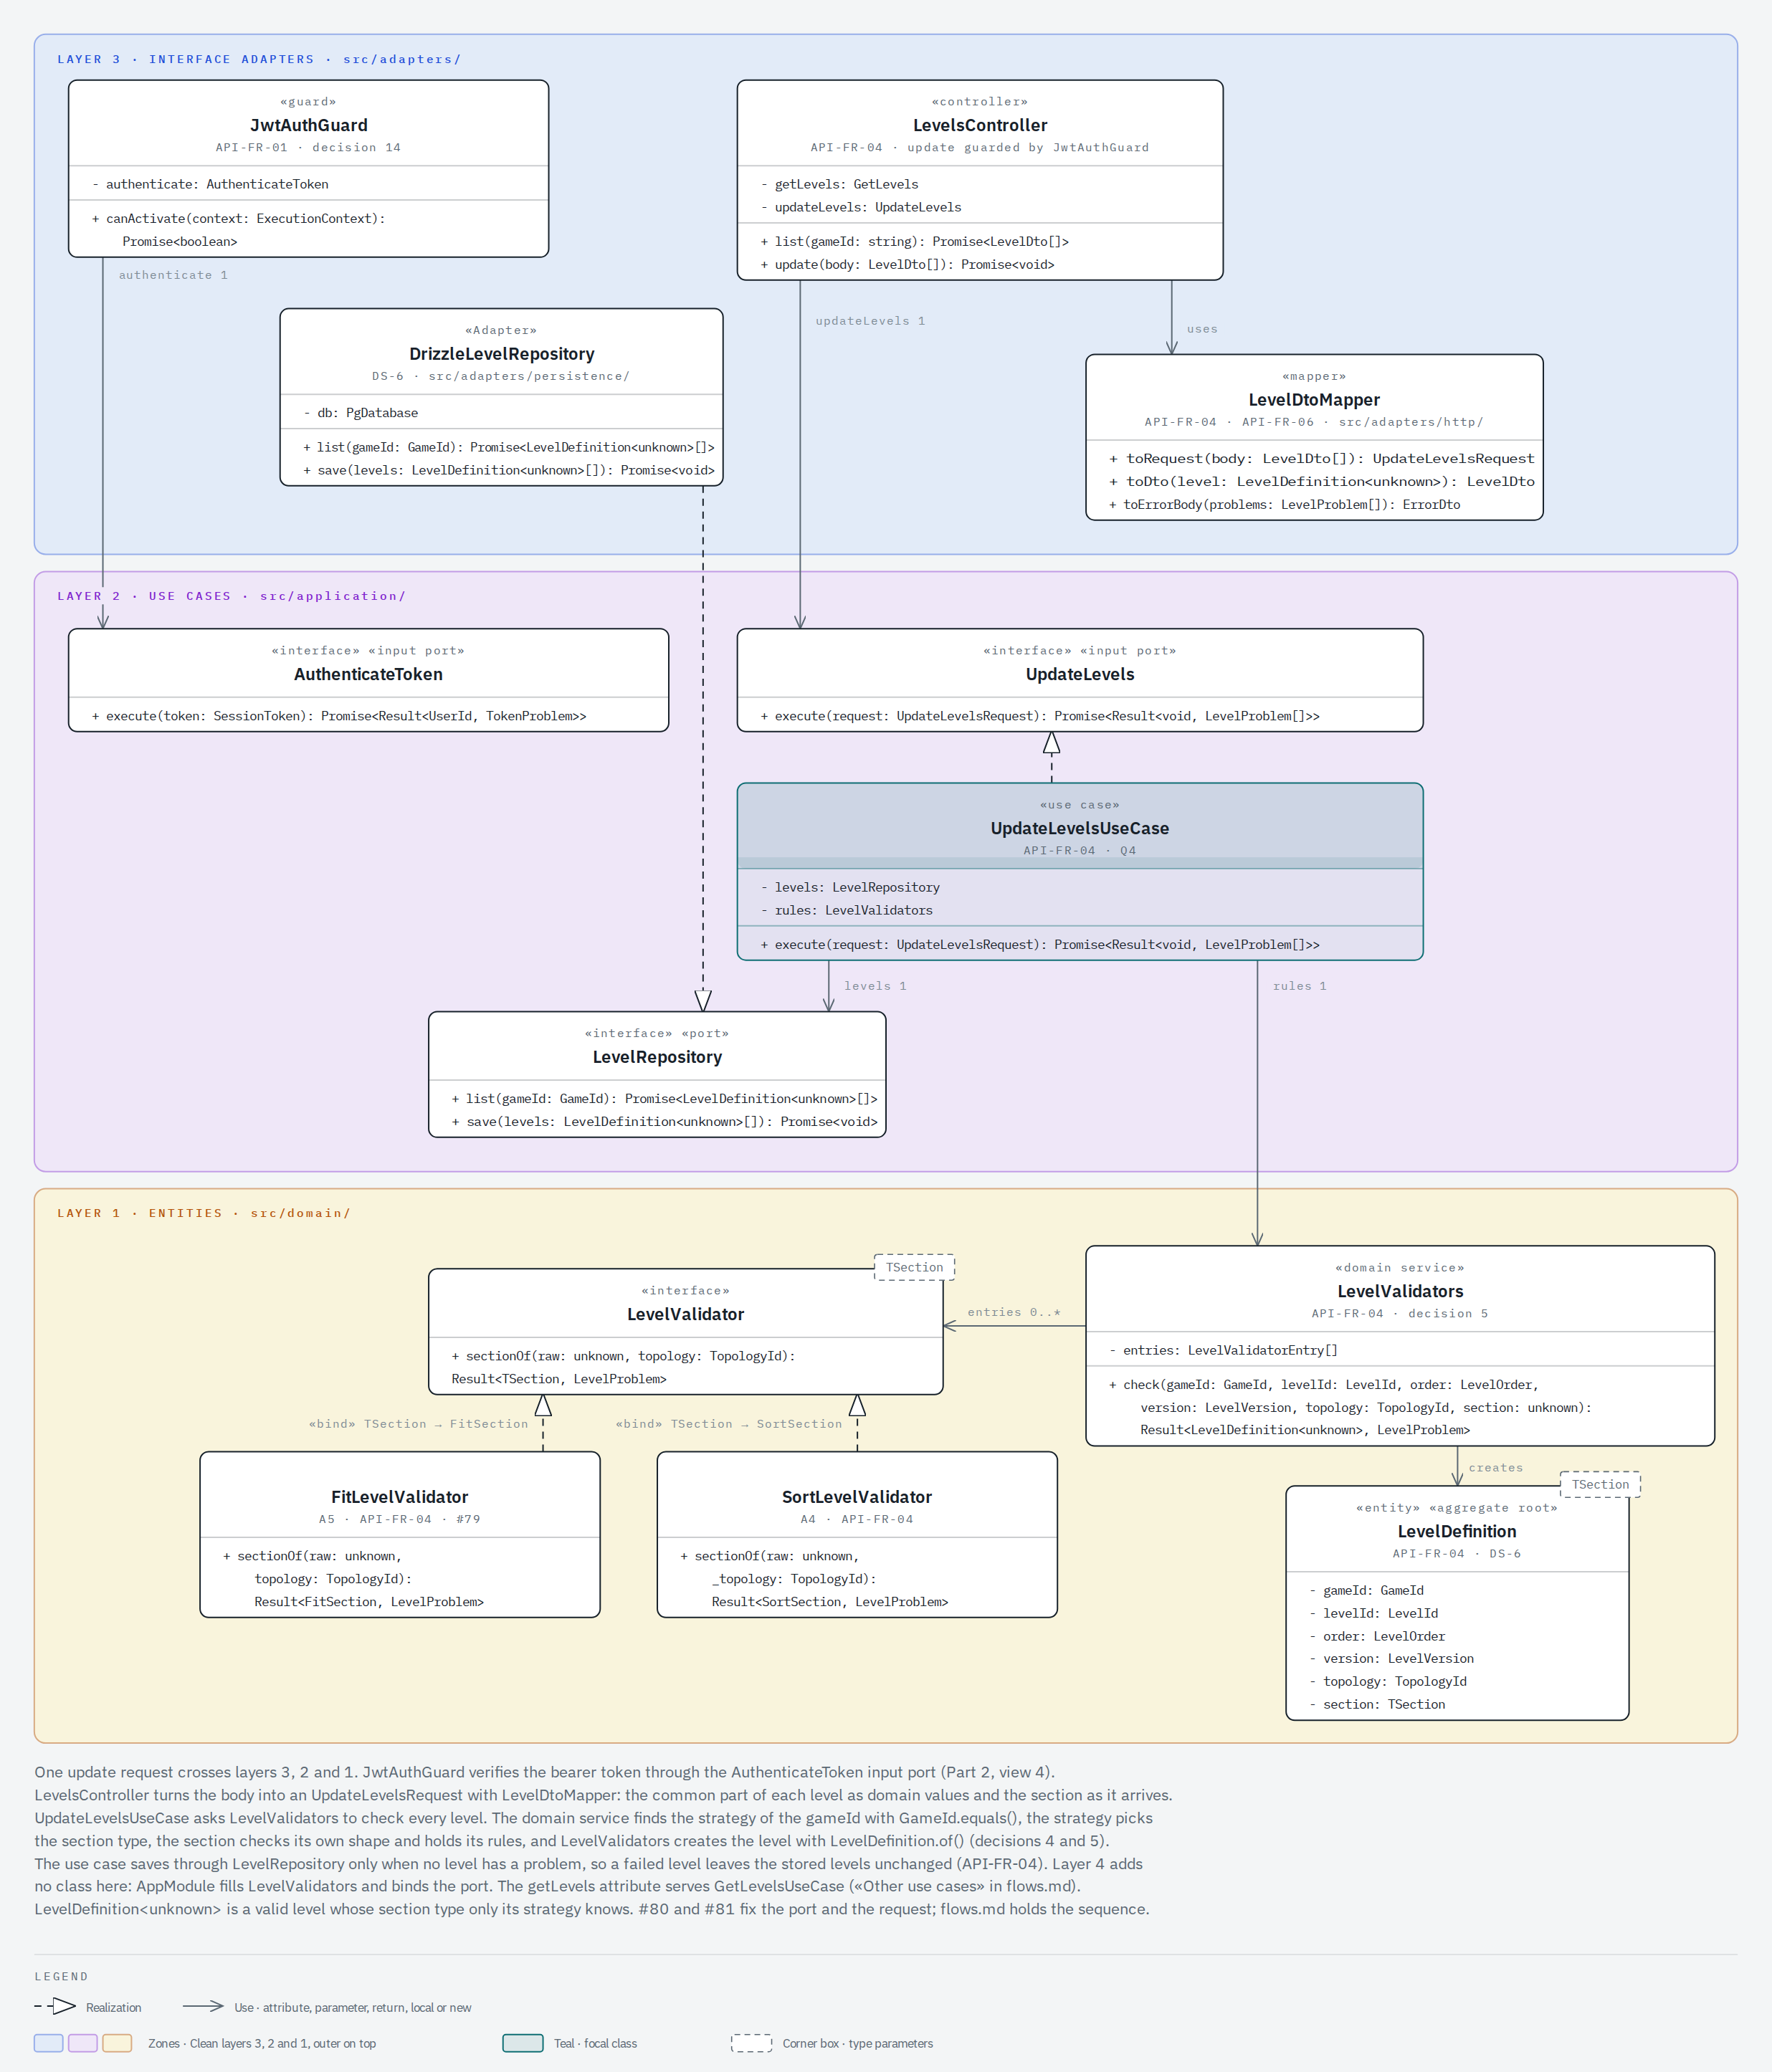 LAYER 3 · INTERFACE ADAPTERS · src/adapters/
«guard»
JwtAuthGuard
API-FR-01 · decision 14
- authenticate: AuthenticateToken
+ canActivate(context: ExecutionContext):
Promise<boolean>
authenticate 1
«controller»
LevelsController
API-FR-04 · update guarded by JwtAuthGuard
- getLevels: GetLevels
- updateLevels: UpdateLevels
+ list(gameId: string): Promise<LevelDto[]>
+ update(body: LevelDto[]): Promise<void>
updateLevels 1
uses
«Adapter»
DrizzleLevelRepository
DS-6 · src/adapters/persistence/
- db: PgDatabase
+ list(gameId: GameId): Promise<LevelDefinition<unknown>[]>
+ save(levels: LevelDefinition<unknown>[]): Promise<void>
«mapper»
LevelDtoMapper
API-FR-04 · API-FR-06 · src/adapters/http/
+ toRequest(body: LevelDto[]): UpdateLevelsRequest
+ toDto(level: LevelDefinition<unknown>): LevelDto
+ toErrorBody(problems: LevelProblem[]): ErrorDto
LAYER 2 · USE CASES · src/application/
«interface» «input port»
AuthenticateToken
+ execute(token: SessionToken): Promise<Result<UserId, TokenProblem>>
«interface» «input port»
UpdateLevels
+ execute(request: UpdateLevelsRequest): Promise<Result<void, LevelProblem[]>>
«use case»
UpdateLevelsUseCase
API-FR-04 · Q4
- levels: LevelRepository
- rules: LevelValidators
+ execute(request: UpdateLevelsRequest): Promise<Result<void, LevelProblem[]>>
levels 1
rules 1
«interface» «port»
LevelRepository
+ list(gameId: GameId): Promise<LevelDefinition<unknown>[]>
+ save(levels: LevelDefinition<unknown>[]): Promise<void>
LAYER 1 · ENTITIES · src/domain/
TSection
«interface»
LevelValidator
+ sectionOf(raw: unknown, topology: TopologyId):
Result<TSection, LevelProblem>
entries 0..*
«domain service»
LevelValidators
API-FR-04 · decision 5
- entries: LevelValidatorEntry[]
+ check(gameId: GameId, levelId: LevelId, order: LevelOrder,
version: LevelVersion, topology: TopologyId, section: unknown):
Result<LevelDefinition<unknown>, LevelProblem>
«bind» TSection → FitSection
«bind» TSection → SortSection
creates
FitLevelValidator
A5 · API-FR-04 · #79
+ sectionOf(raw: unknown,
topology: TopologyId):
Result<FitSection, LevelProblem>
SortLevelValidator
A4 · API-FR-04
+ sectionOf(raw: unknown,
_topology: TopologyId):
Result<SortSection, LevelProblem>
TSection
«entity» «aggregate root»
LevelDefinition
API-FR-04 · DS-6
- gameId: GameId
- levelId: LevelId
- order: LevelOrder
- version: LevelVersion
- topology: TopologyId
- section: TSection
One update request crosses layers 3, 2 and 1. JwtAuthGuard verifies the bearer token through the AuthenticateToken input port (Part 2, view 4).
LevelsController turns the body into an UpdateLevelsRequest with LevelDtoMapper: the common part of each level as domain values and the section as it arrives.
UpdateLevelsUseCase asks LevelValidators to check every level. The domain service finds the strategy of the gameId with GameId.equals(), the strategy picks
the section type, the section checks its own shape and holds its rules, and LevelValidators creates the level with LevelDefinition.of() (decisions 4 and 5).
The use case saves through LevelRepository only when no level has a problem, so a failed level leaves the stored levels unchanged (API-FR-04). Layer 4 adds
no class here: AppModule fills LevelValidators and binds the port. The getLevels attribute serves GetLevelsUseCase («Other use cases» in flows.md).
LevelDefinition<unknown> is a valid level whose section type only its strategy knows. #80 and #81 fix the port and the request; flows.md holds the sequence.
LEGEND
Realization
Use · attribute, parameter, return, local or new
Zones · Clean layers 3, 2 and 1, outer on top
Teal · focal class
Corner box · type parameters